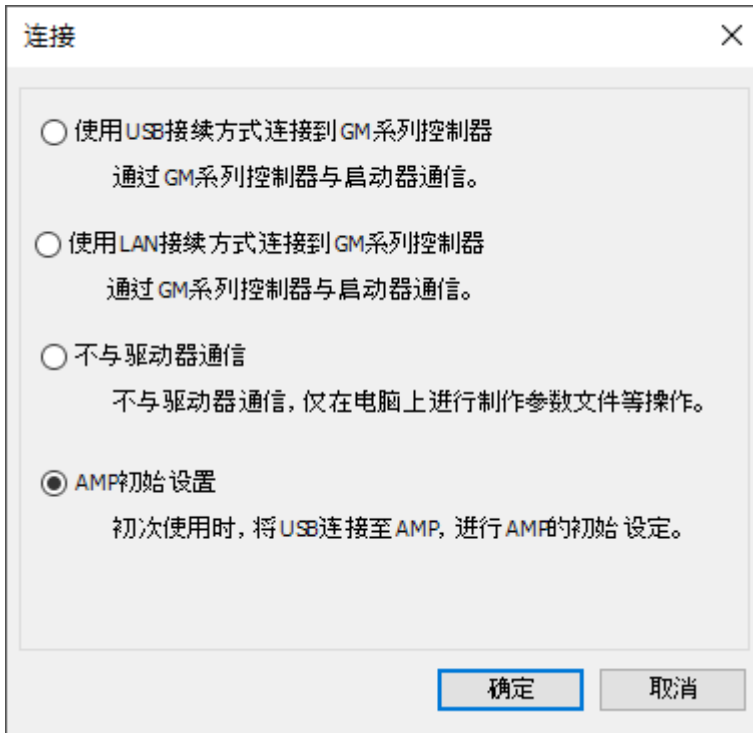 连接
使用USB接续方式连接到GM系列控制器
通过GM系列控制器与启动器通信。
使用LAN接续方式连接到GM系列控制器
通过GM系列控制器与启动器通信。
不与驱动器通信
不与驱动器通信，仅在电脑上进行制作参数文件等操作。
AMP初始设置
初次使用时，将USB连接至AMP，进行AMP的初始设定。
确定
取消